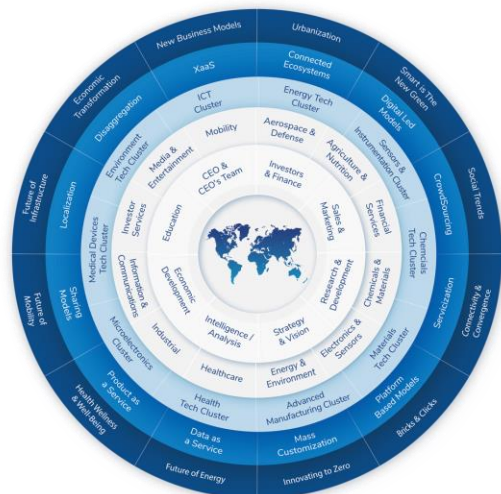 New Business Models
Urbanization
Smart is The
New Green
Social Trends
Connectivity &
Convergence
Bricks & Clicks
Innovating to Zero
Future of Energy
Health Wellness
& Well-Being
Future of
Mobility
Future of
Infrastructure
Economic
Transformation
XaaS
Connected
Ecosystems
Digital Led
Models
CrowdSourcing
Servicization
Platform
Based Models
Mass
Customization
Data as
a Service
Product as
a Service
Sharing
Models
Localization
Disaggregation
ICT
Cluster
Energy Tech
Cluster
Sensors &
Instrumentation Cluster
Chemcials
Tech Cluster
Materials
Tech Cluster
Advanced
Manufacturing Cluster
Health
Tech Cluster
Microelectronics
Cluster
Medical Devices
Tech Cluster
Environment
Tech Cluster
Mobility
Aerospace &
Defense
Agriculture &
Nutrition
Financial
Services
Chemicals &
Materials
Electronics &
Sensors
Energy &
Environment
Healthcare
Industrial
Information &
Communications
Investor
Services
Media &
Entertainment
CEO &
CEO's Team
Investors
& Finance
Sales &
Marketing
Research &
Development
Strategy
& Vision
Intelligence /
Analysis
Economic
Development
Education